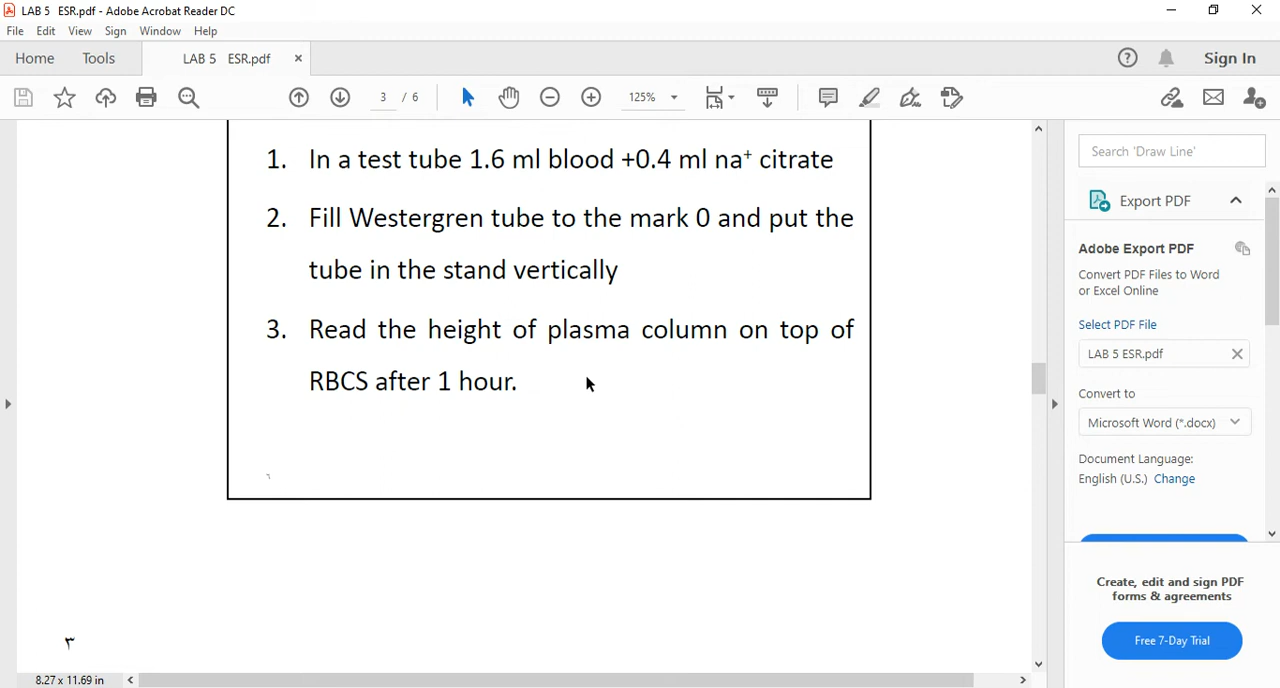 LAB 5 ESR.pdf - Adobe Acrobat Reader DC
File Edit View Sign Window Help
Home Tools LAB 5 ESR.pdf × Sign In
3 / 6 125%
1. In a test tube 1.6 ml blood +0.4 ml na⁺ citrate
2. Fill Westergren tube to the mark 0 and put the
tube in the stand vertically
3. Read the height of plasma column on top of
RBCS after 1 hour.
٦
٣
8.27 x 11.69 in
Search 'Draw Line'
Export PDF
Adobe Export PDF
Convert PDF Files to Word
or Excel Online
Select PDF File
LAB 5 ESR.pdf
Convert to
Microsoft Word (*.docx)
Document Language:
English (U.S.) Change
Create, edit and sign PDF
forms & agreements
Free 7-Day Trial